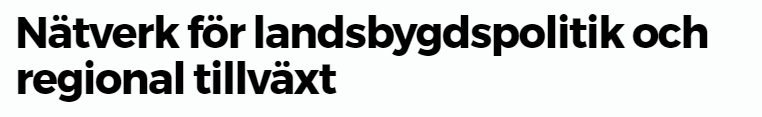 Nätverk för landsbygdspolitik och
regional tillväxt